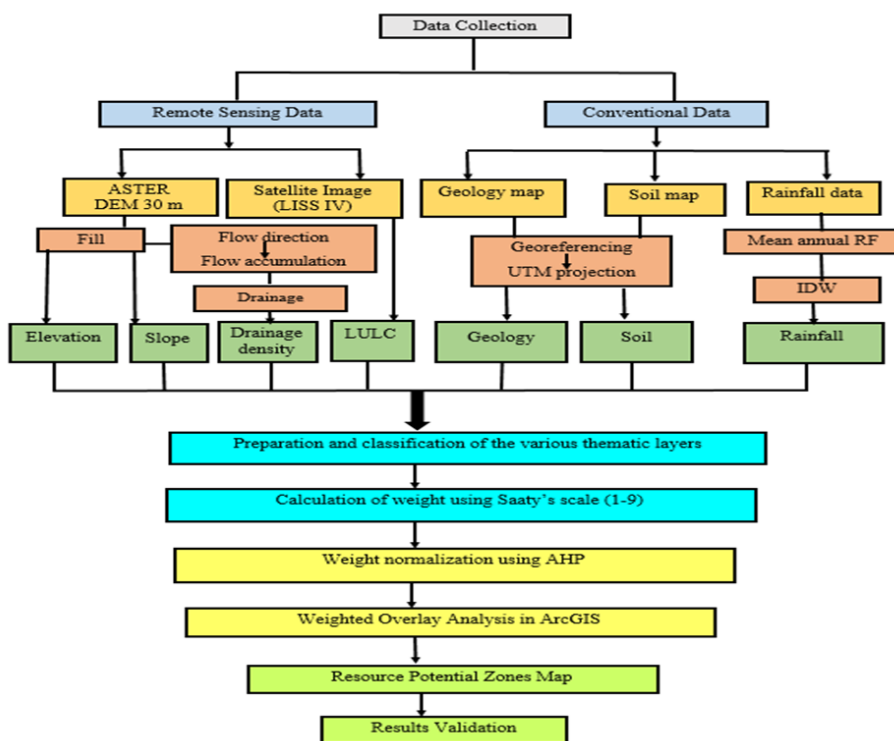 Data Collection
Remote Sensing Data
Conventional Data
ASTER
DEM 30 m
Satellite Image
(LISS IV)
Geology map
Soil map
Rainfall data
Fill
Flow direction
Flow accumulation
Georeferencing
UTM projection
Mean annual RF
Drainage
IDW
Elevation
Slope
Drainage
density
LULC
Geology
Soil
Rainfall
Preparation and classification of the various thematic layers
Calculation of weight using Saaty's scale (1-9)
Weight normalization using AHP
Weighted Overlay Analysis in ArcGIS
Resource Potential Zones Map
Results Validation